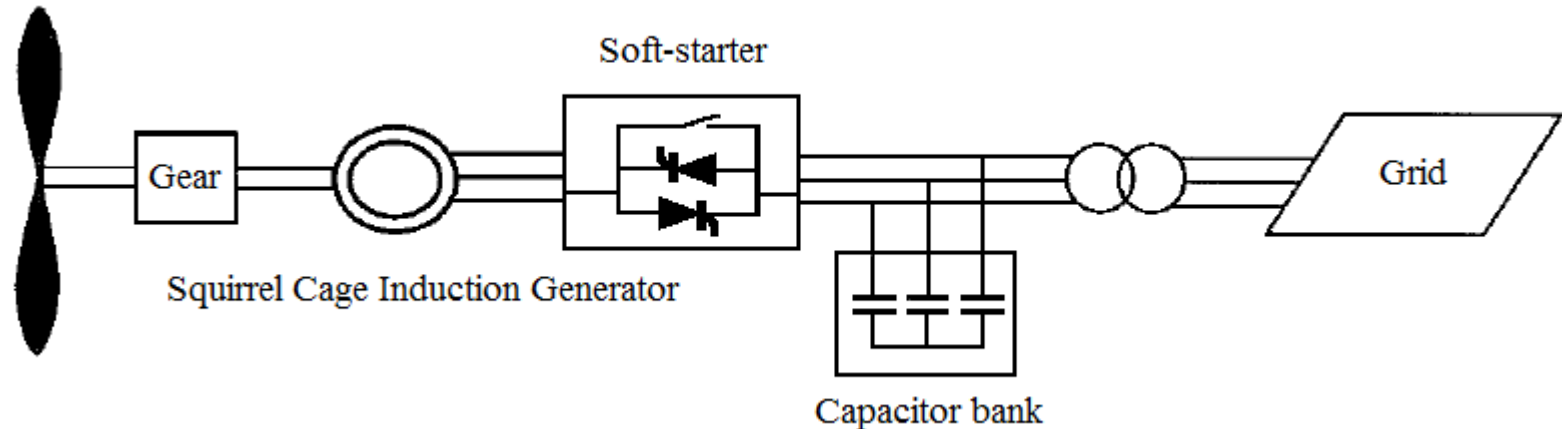 Soft-starter
Gear
Grid
Squirrel Cage Induction Generator
Capacitor bank